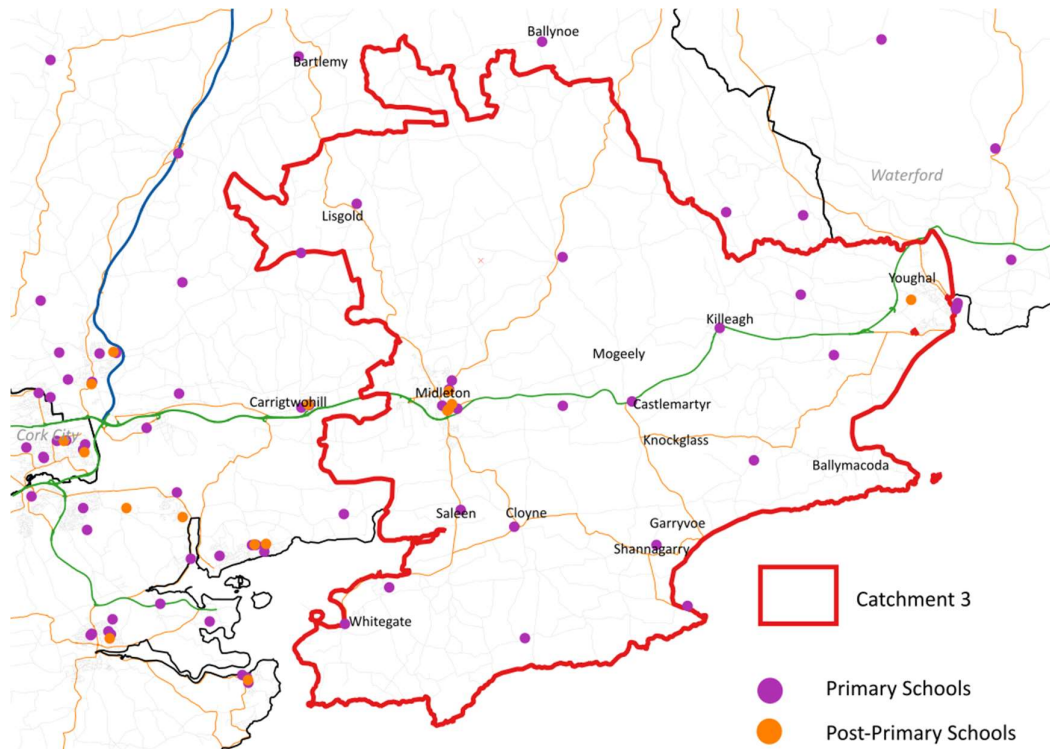 Ballynoe
Bartlemy
Waterford
Lisgold
Youghal
Killeagh
Mogeely
Midleton
Carrigtwohill
Castlemartyr
Cork City
Knockglass
Ballymacoda
Saleen
Cloyne
Garryvoe
Shannagarry
Catchment 3
Whitegate
Primary Schools
Post-Primary Schools